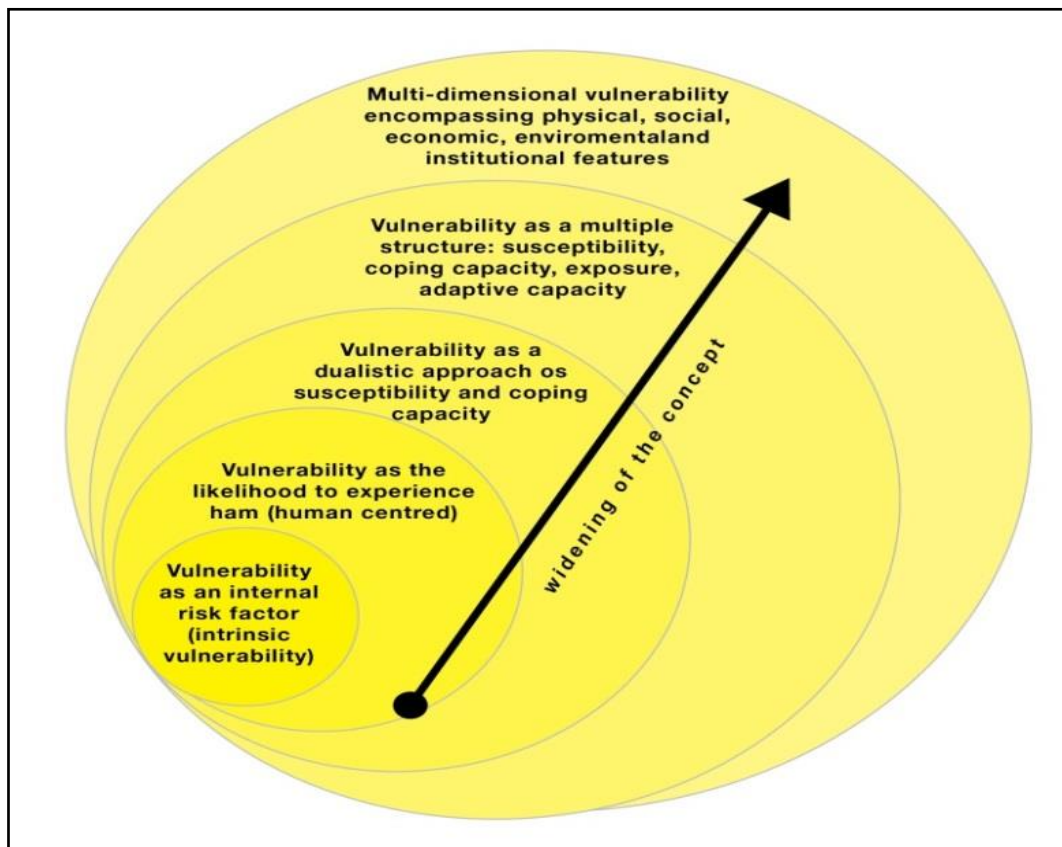 Multi-dimensional vulnerability
encompassing physical, social,
economic, enviromentaland
institutional features
Vulnerability as a multiple
structure: susceptibility,
coping capacity, exposure,
adaptive capacity
Vulnerability as a
dualistic approach os
susceptibility and coping
capacity
Vulnerability as the
likelihood to experience
ham (human centred)
Vulnerability
as an internal
risk factor
(intrinsic
vulnerability)
widening of the concept